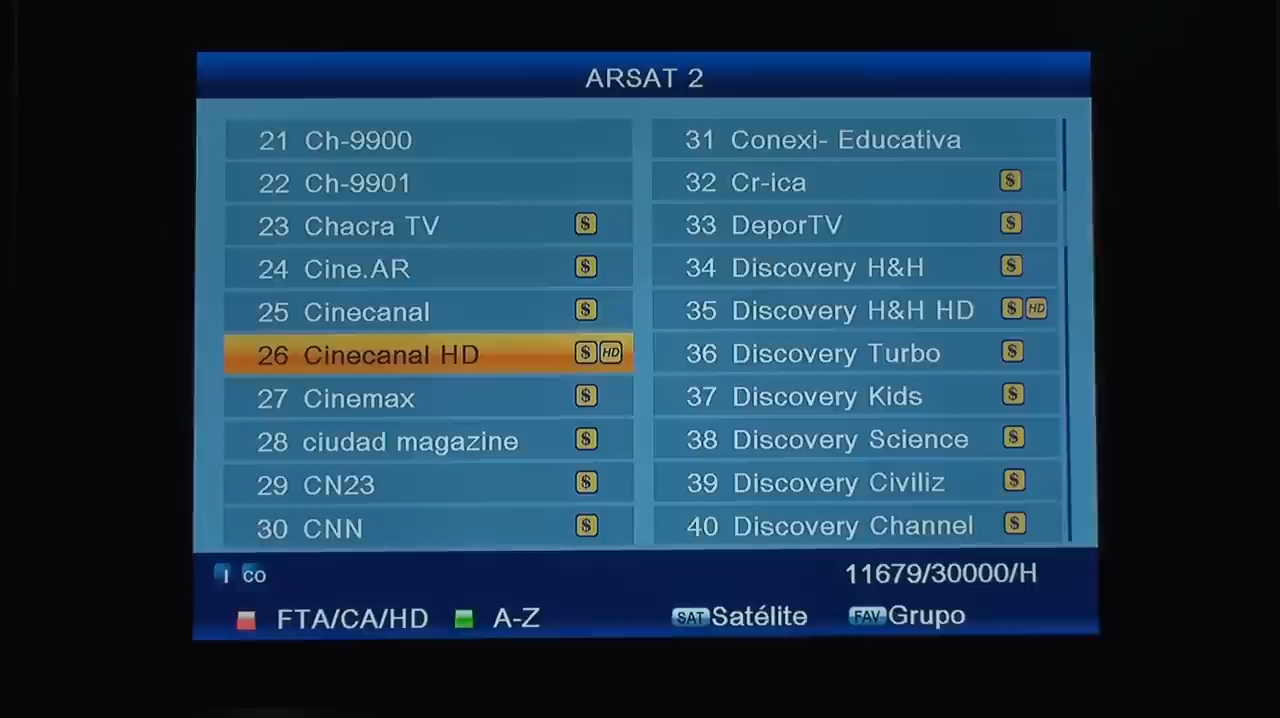 ARSAT 2
21 Ch-9900
22 Ch-9901
23 Chacra TV $
24 Cine.AR $
25 Cinecanal $
26 Cinecanal HD $ HD
27 Cinemax $
28 ciudad magazine $
29 CN23 $
30 CNN $
31 Conexi- Educativa
32 Cr-ica $
33 DeporTV $
34 Discovery H&H $
35 Discovery H&H HD $ HD
36 Discovery Turbo $
37 Discovery Kids $
38 Discovery Science $
39 Discovery Civiliz $
40 Discovery Channel $
I co
11679/30000/H
FTA/CA/HD A-Z SAT Satélite FAV Grupo